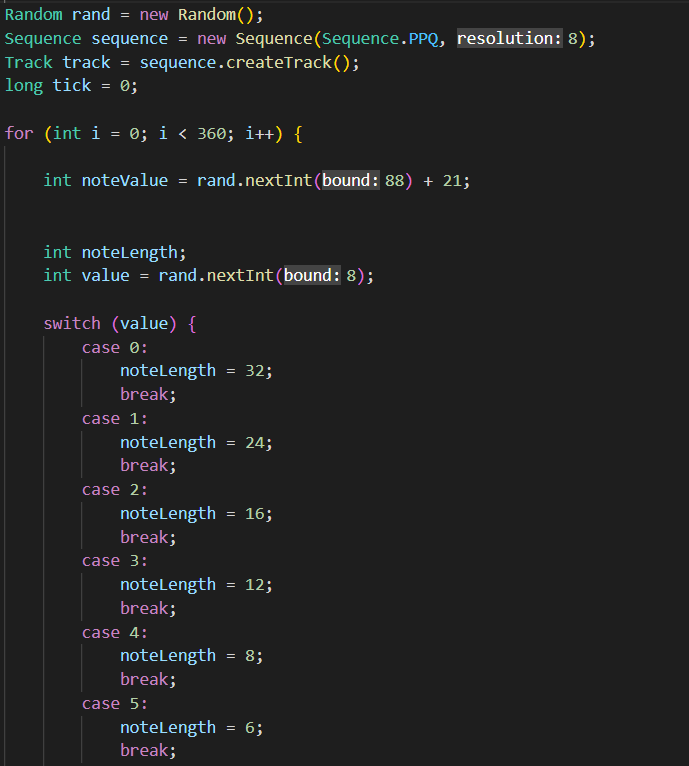 Random rand = new Random();
Sequence sequence = new Sequence(Sequence.PPQ, resolution: 8);
Track track = sequence.createTrack();
long tick = 0;
for (int i = 0; i < 360; i++) {
int noteValue = rand.nextInt(bound: 88) + 21;
int noteLength;
int value = rand.nextInt(bound: 8);
switch (value) {
case 0:
noteLength = 32;
break;
case 1:
noteLength = 24;
break;
case 2:
noteLength = 16;
break;
case 3:
noteLength = 12;
break;
case 4:
noteLength = 8;
break;
case 5:
noteLength = 6;
break;